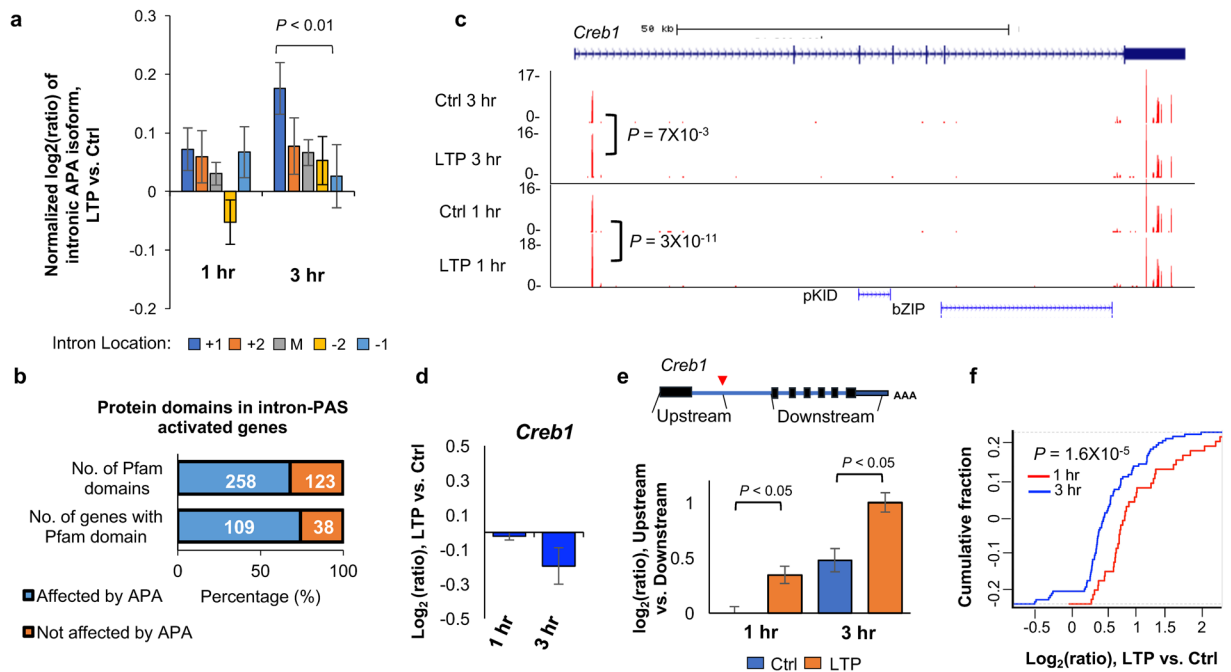 a
Normalized log2(ratio) of
intronic APA isoform,
LTP vs. Ctrl
0.3
0.2
0.1
0
-0.1
-0.2
P < 0.01
1 hr
3 hr
Intron Location:
+1
+2
M
-2
-1
b
Protein domains in intron-PAS
activated genes
No. of Pfam
domains
258
123
No. of genes with
Pfam domain
109
38
0
50
100
Percentage (%)
Affected by APA
Not affected by APA
c
Creb1
50 kb
17-
Ctrl 3 hr
0-
16-
P = 7X10-3
LTP 3 hr
0-
16-
Ctrl 1 hr
0-
18-
P = 3X10-11
LTP 1 hr
0-
pKID
bZIP
d
Creb1
Log2 (ratio), LTP vs. Ctrl
0.5
0.3
0.1
-0.1
-0.3
-0.5
1 hr
3 hr
e
Creb1
AAA
Upstream
Downstream
log2(ratio), Upstream
vs. Downstream
1
0.5
0
P < 0.05
P < 0.05
1 hr
3 hr
Ctrl
LTP
f
Cumulative fraction
0.2
0.1
0
-0.1
-0.2
P = 1.6X10-5
1 hr
3 hr
-0.5
0
0.5
1
1.5
2
Log2(ratio), LTP vs. Ctrl